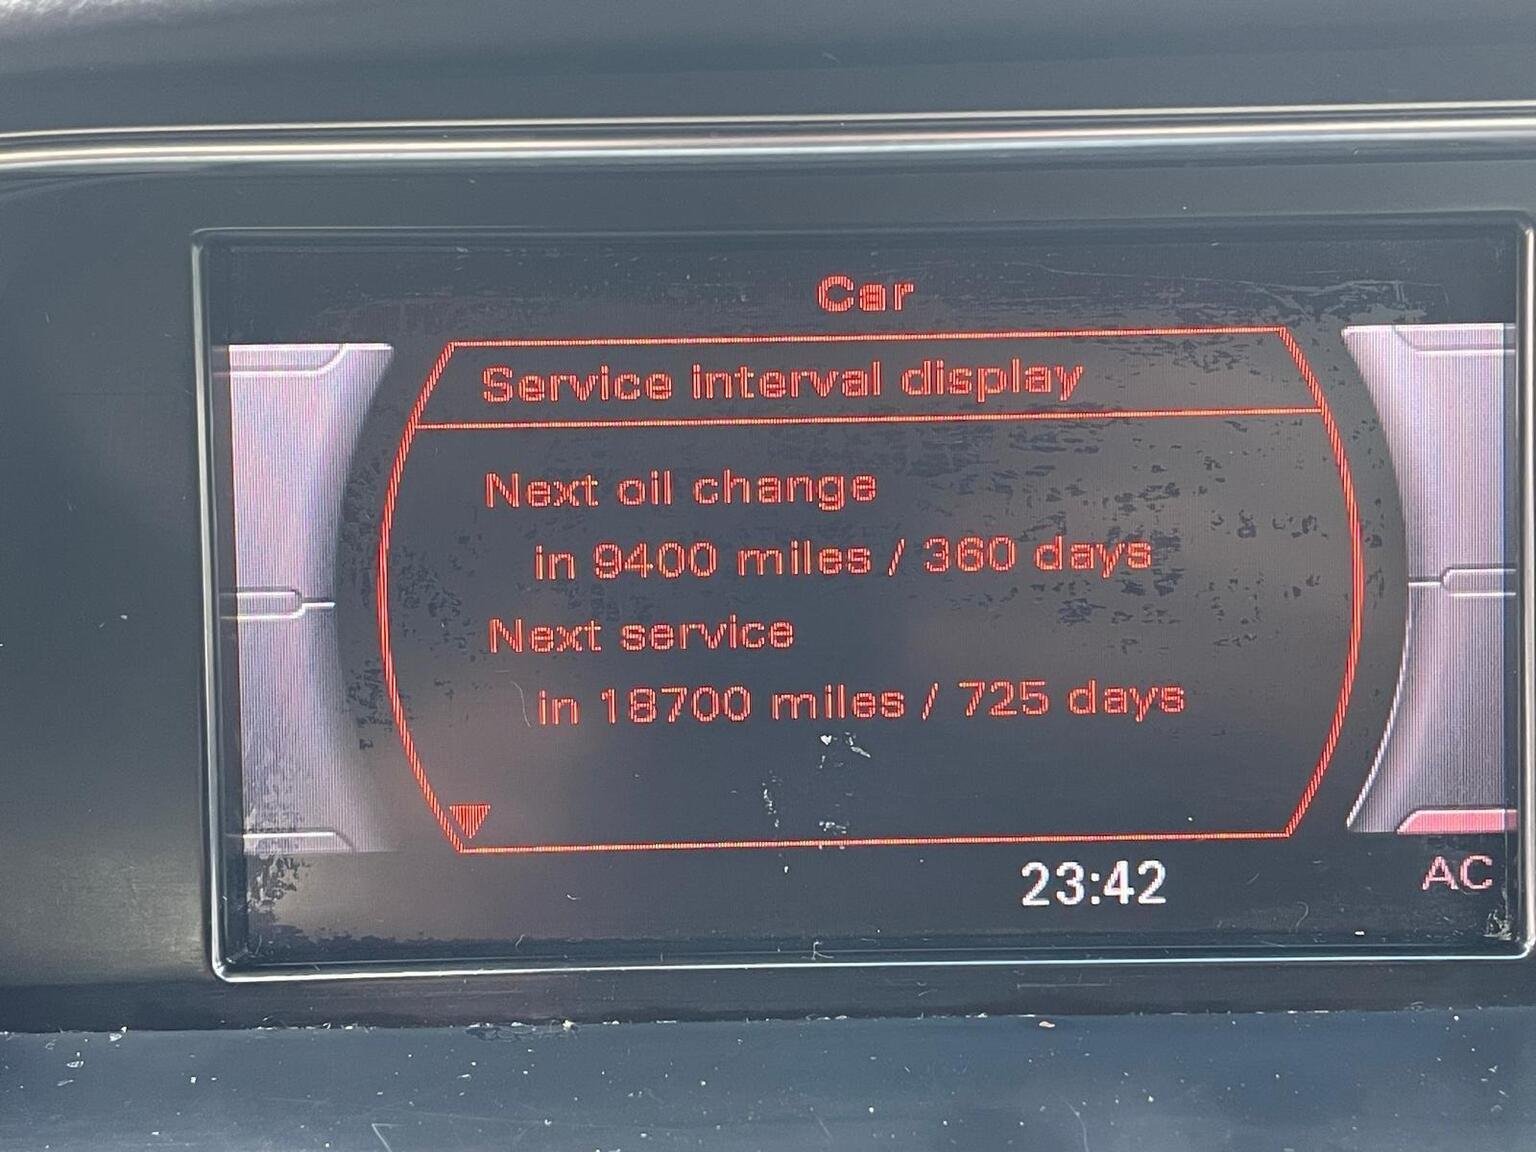 Car
Service interval display
Next oil change
in 9400 miles / 360 days
Next service
in 18700 miles / 725 days
23:42
AC